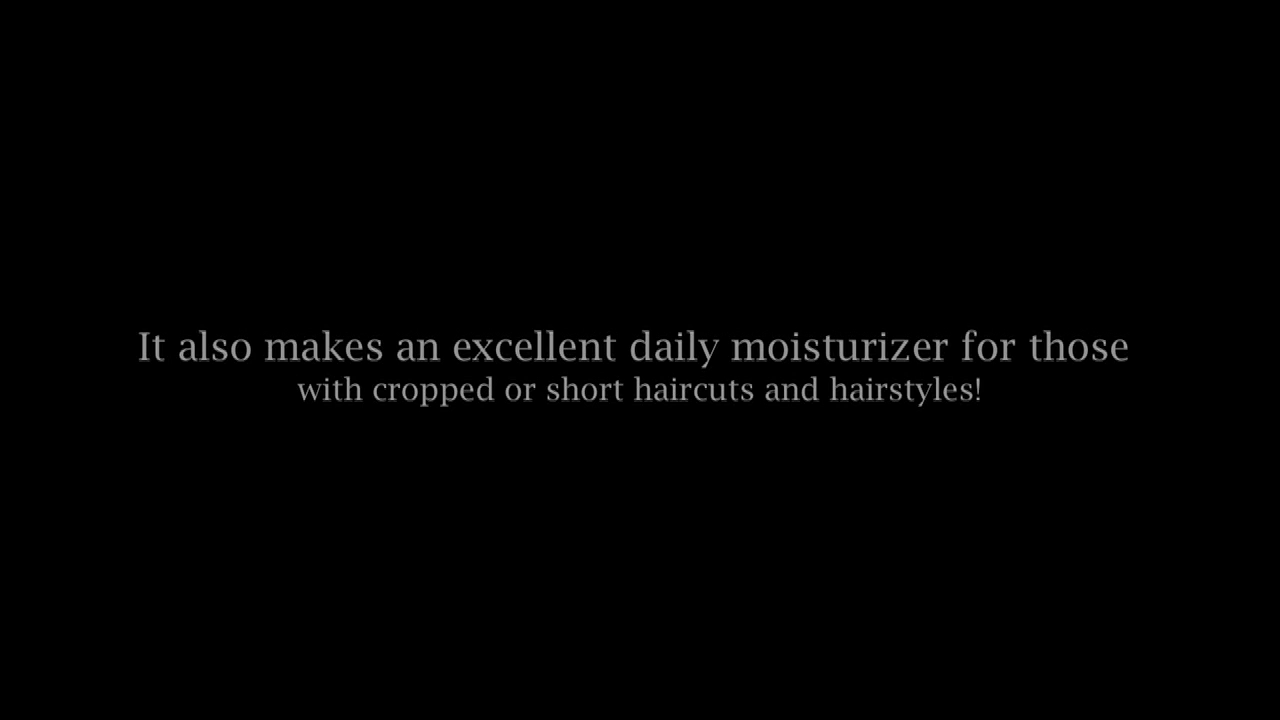 It also makes an excellent daily moisturizer for those
with cropped or short haircuts and hairstyles!